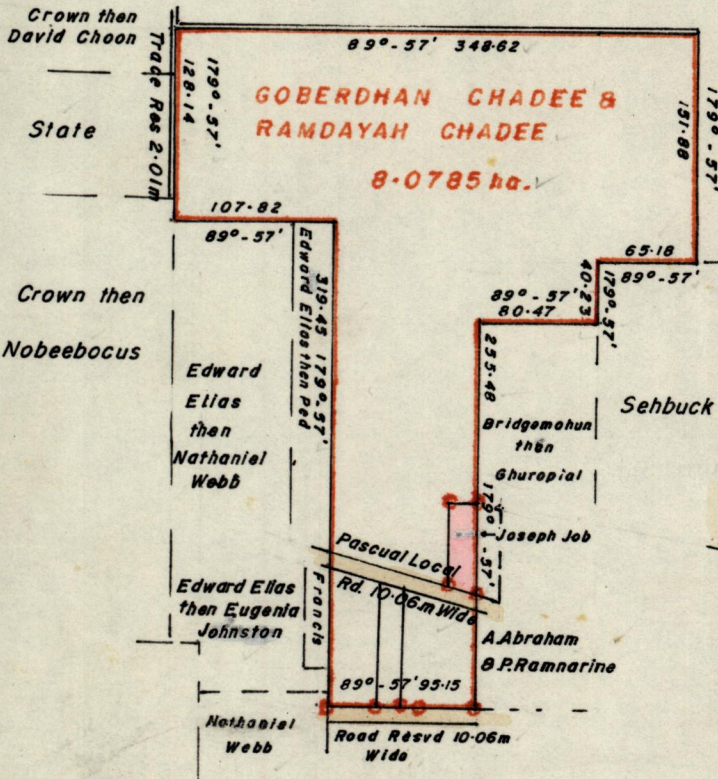 Crown then
David Choon
89°-57' 348.62
Trace Res 2.01m
179°-57'
128.14
GOBERDHAN CHADEE &
RAMDAYAH CHADEE
8.0785 ha.
151.88
179°-57'
State
107.82
89°-57'
65.18
89°-57'
40.23
179°-57'
89°-57'
80.47
Crown then
Nobeebocus
Edward Elias then Ped
319.45 179°-57'
255.48
179°-57'
Edward
Elias
then
Nathaniel
Webb
Sehbuck
Bridgemohun
then
Ghuropial
Joseph Job
Pascual Local
Rd. 10.06m Wide
Edward Elias
then Eugenia
Johnston
Francis
A.Abraham
& P.Ramnarine
89°-57' 95.15
Nathaniel
Webb
Road Resvd 10.06m
Wide